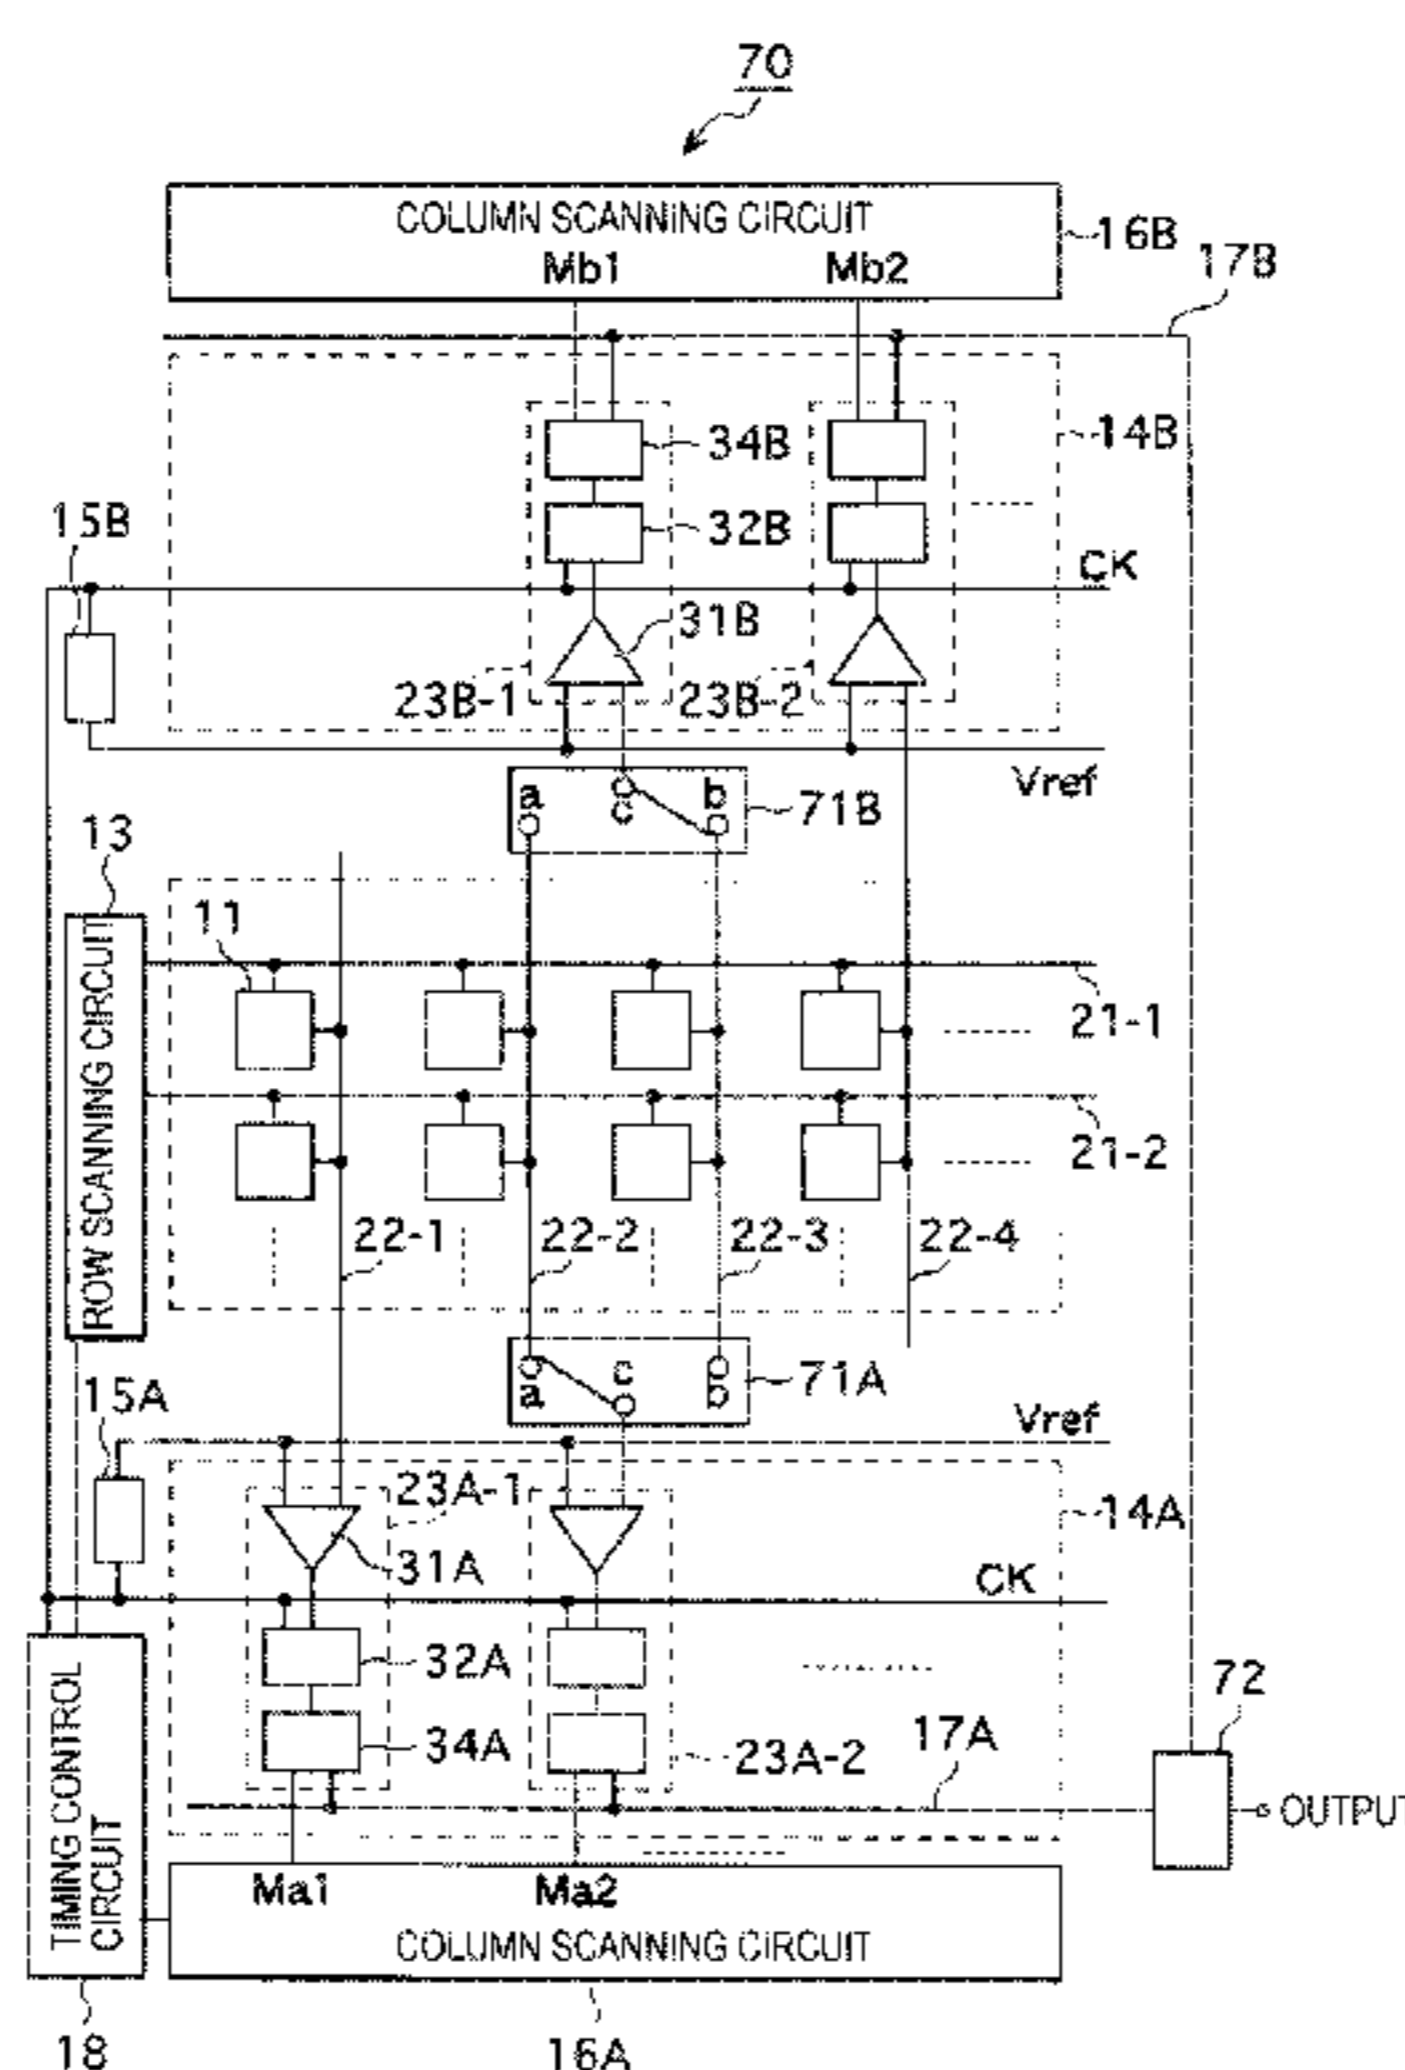 70
COLUMN SCANNING CIRCUIT
Mb1 Mb2
16B
17B
34B
14B
15B
32B
CK
31B
23B-1 23B-2
Vref
a c b
71B
13
11
ROW SCANNING CIRCUIT
21-1
21-2
22-1 22-2 22-3 22-4
a c b
71A
15A
Vref
23A-1
14A
31A
CK
32A
72
34A
23A-2
17A
OUTPUT
TIMING CONTROL
CIRCUIT
Ma1 Ma2
COLUMN SCANNING CIRCUIT
18
16A